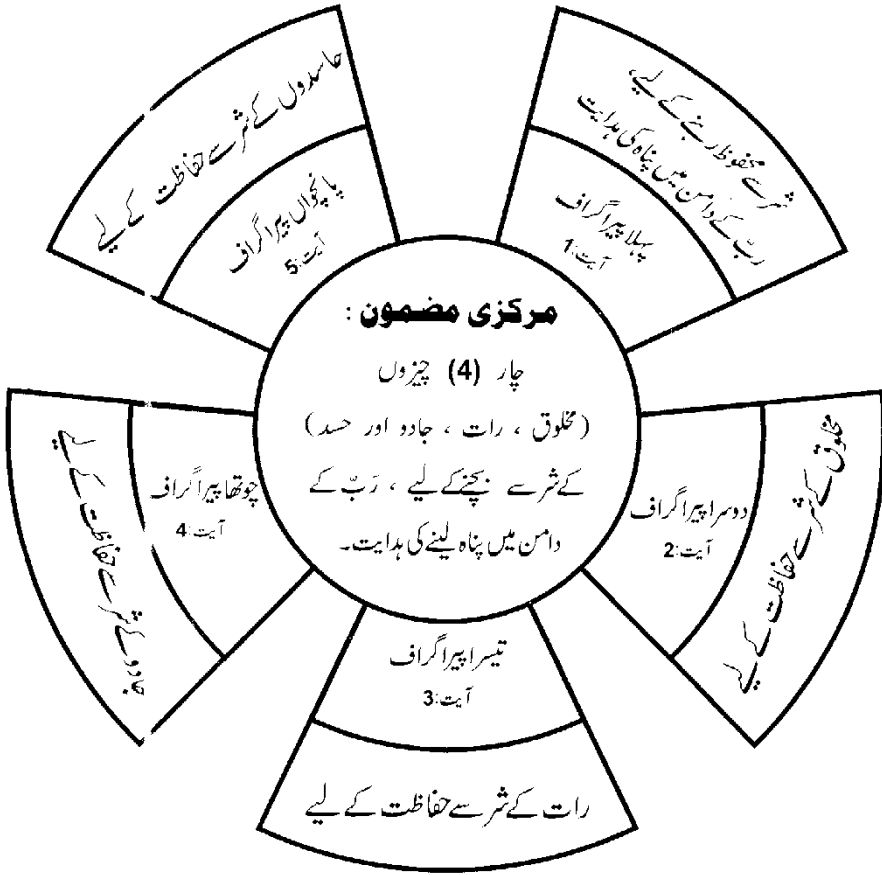 مرکزی مضمون :
چار (4) چیزوں
(مخلوق ، رات ، جادو اور حسد)
کے شر سے بچنے کے لیے ، رَبّ کے
دامن میں پناہ لینے کی ہدایت۔
شر سے محفوظ رہنے کے لیے،
ربّ کے دامن میں پناہ کی ہدایت
پہلا پیراگراف
آیت:1
مخلوق کے شر سے حفاظت کے لیے
دوسرا پیراگراف
آیت:2
تیسرا پیراگراف
آیت:3
رات کے شر سے حفاظت کے لیے
جادو کے شر سے حفاظت کے لیے
چوتھا پیراگراف
آیت:4
حاسدوں کے شر سے حفاظت کے لیے
پانچواں پیراگراف
آیت:5